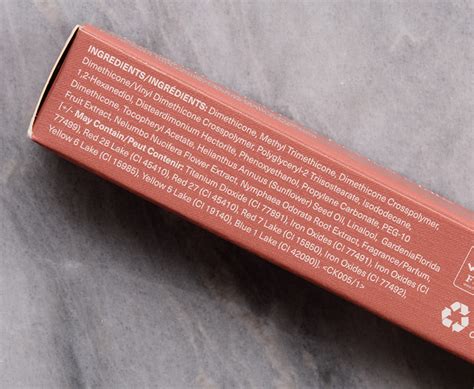 INGREDIENTS/INGRÉDIENTS: Dimethicone, Methyl Trimethicone, Dimethicone Crosspolymer,
Dimethicone/Vinyl Dimethicone Crosspolymer, Polyglyceryl-2 Triisostearate, Isododecane,
1,2-Hexanediol, Disteardimonium Hectorite, Phenoxyethanol, Propylene Carbonate, PEG-10
Dimethicone, Tocopheryl Acetate, Helianthus Annuus (Sunflower) Seed Oil, Linalool, GardeniaFlorida
Fruit Extract, Nelumbo Nucifera Flower Extract, Nymphaea Odorata Root Extract, Fragrance/Parfum,
[+/- May Contain/Peut Contenir: Titanium Dioxide (CI 77891), Iron Oxides (CI 77491), Iron Oxides (CI 77492), Iron Oxides (CI
77499), Red 28 Lake (CI 45410), Red 27 (CI 45410), Red 7 Lake (CI 15850),
Yellow 6 Lake (CI 15985), Yellow 5 Lake (CI 19140), Blue 1 Lake (CI 42090)]. <CK005/1>